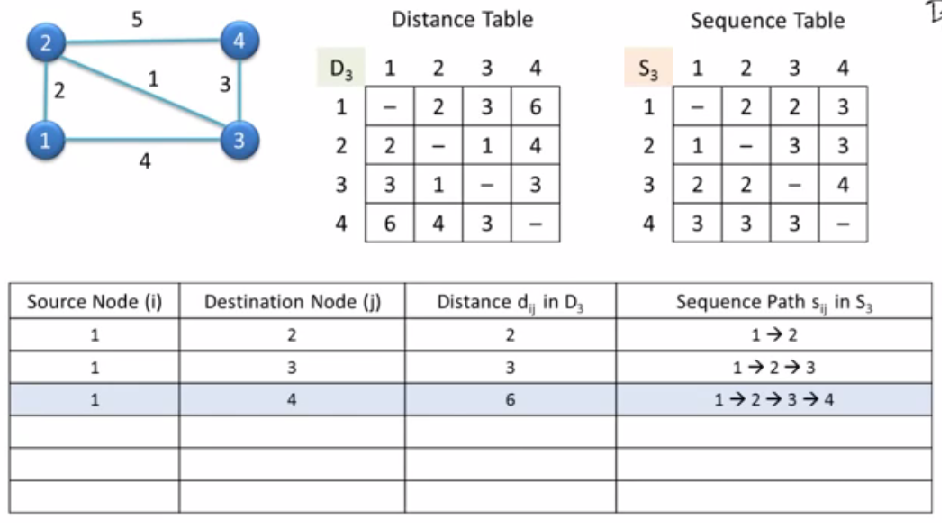 5
2 4
2 1 3
1 3
4
Distance Table
D3 1 2 3 4
1 – 2 3 6
2 2 – 1 4
3 3 1 – 3
4 6 4 3 –
Sequence Table
S3 1 2 3 4
1 – 2 2 3
2 1 – 3 3
3 2 2 – 4
4 3 3 3 –
Source Node (i) Destination Node (j) Distance dij in D3 Sequence Path sij in S3
1 2 2 1→2
1 3 3 1→2→3
1 4 6 1→2→3→4